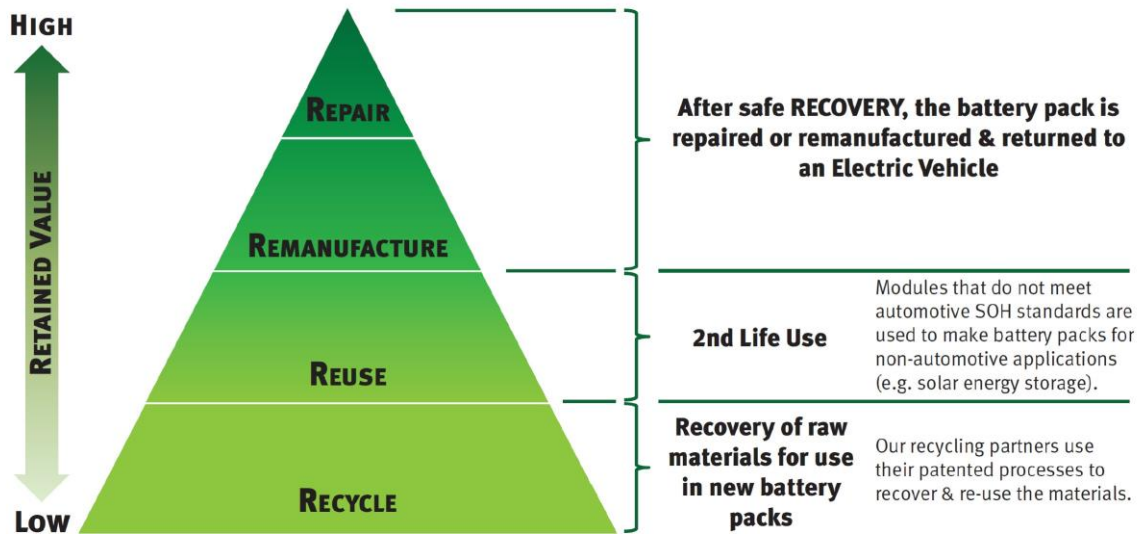 HIGH
RETAINED VALUE
LOW
REPAIR
REMANUFACTURE
REUSE
RECYCLE
After safe RECOVERY, the battery pack is
repaired or remanufactured & returned to
an Electric Vehicle
2nd Life Use
Modules that do not meet
automotive SOH standards are
used to make battery packs for
non-automotive applications
(e.g. solar energy storage).
Recovery of raw
materials for use
in new battery
packs
Our recycling partners use
their patented processes to
recover & re-use the materials.